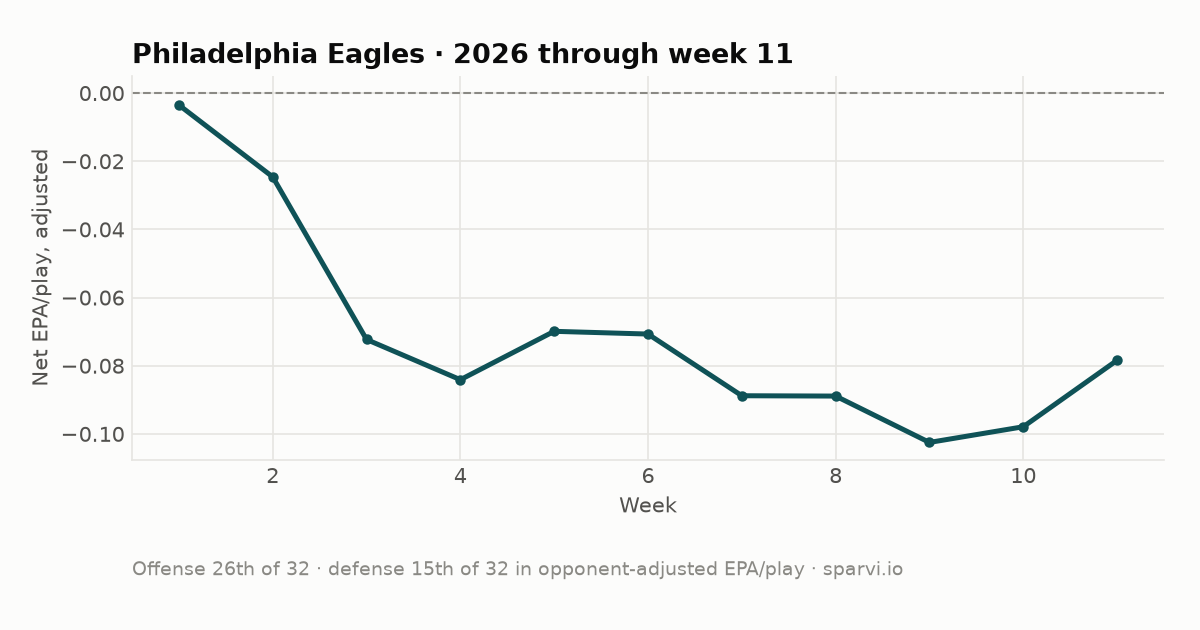 Philadelphia Eagles · 2026 through week 11
Net EPA/play, adjusted
0.00
−0.02
−0.04
−0.06
−0.08
−0.10
2 4 6 8 10
Week
Offense 26th of 32 · defense 15th of 32 in opponent-adjusted EPA/play · sparvi.io